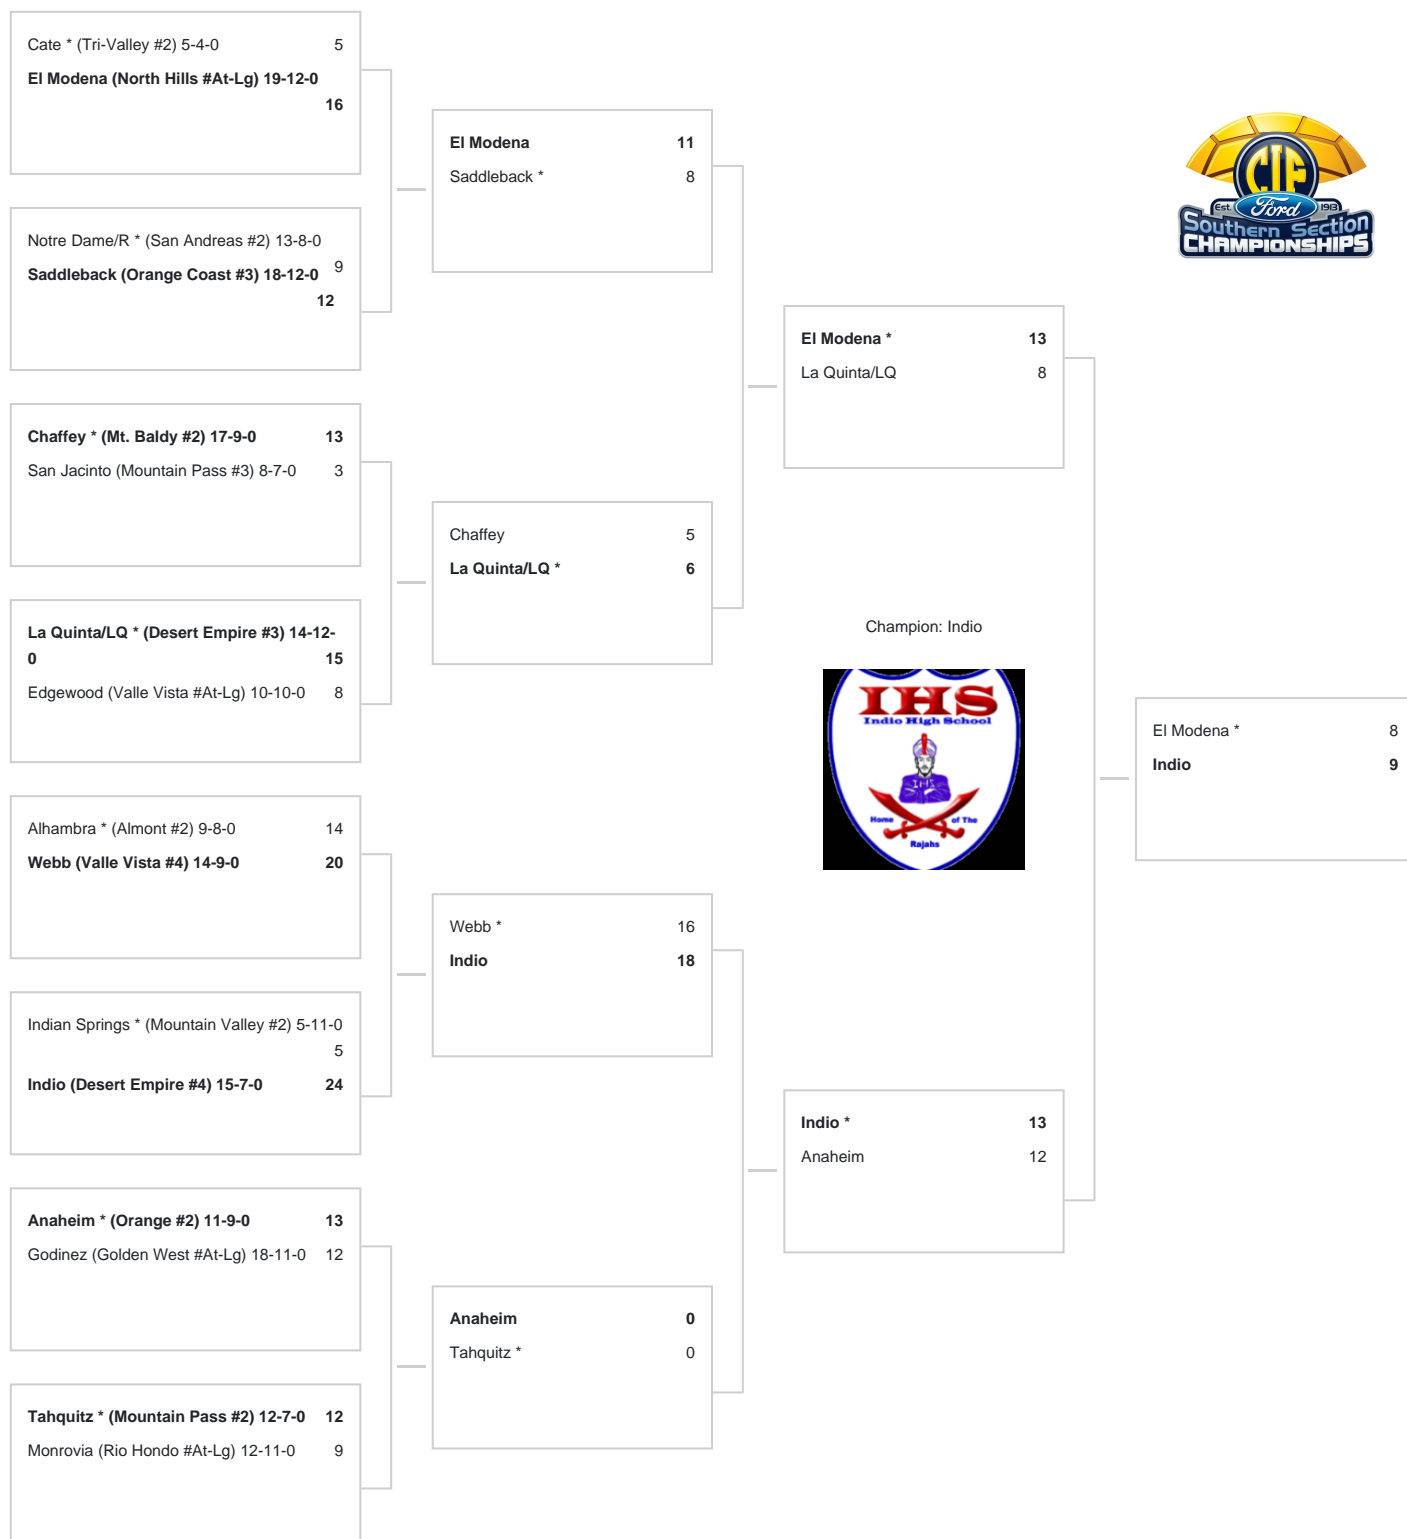 Cate * (Tri-Valley #2) 5-4-0 5
El Modena (North Hills #At-Lg) 19-12-0
16
Notre Dame/R * (San Andreas #2) 13-8-0
9
Saddleback (Orange Coast #3) 18-12-0
12
Chaffey * (Mt. Baldy #2) 17-9-0 13
San Jacinto (Mountain Pass #3) 8-7-0 3
La Quinta/LQ * (Desert Empire #3) 14-12-
0 15
Edgewood (Valle Vista #At-Lg) 10-10-0 8
Alhambra * (Almont #2) 9-8-0 14
Webb (Valle Vista #4) 14-9-0 20
Indian Springs * (Mountain Valley #2) 5-11-0
5
Indio (Desert Empire #4) 15-7-0 24
Anaheim * (Orange #2) 11-9-0 13
Godinez (Golden West #At-Lg) 18-11-0 12
Tahquitz * (Mountain Pass #2) 12-7-0 12
Monrovia (Rio Hondo #At-Lg) 12-11-0 9
El Modena 11
Saddleback * 8
Chaffey 5
La Quinta/LQ * 6
Webb * 16
Indio 18
Anaheim 0
Tahquitz * 0
El Modena * 13
La Quinta/LQ 8
Indio * 13
Anaheim 12
Champion: Indio
IHS
Indio High School
IHS
Home of The
Rajahs
El Modena * 8
Indio 9
CIF
Est. Ford 1913
Southern Section
CHAMPIONSHIPS